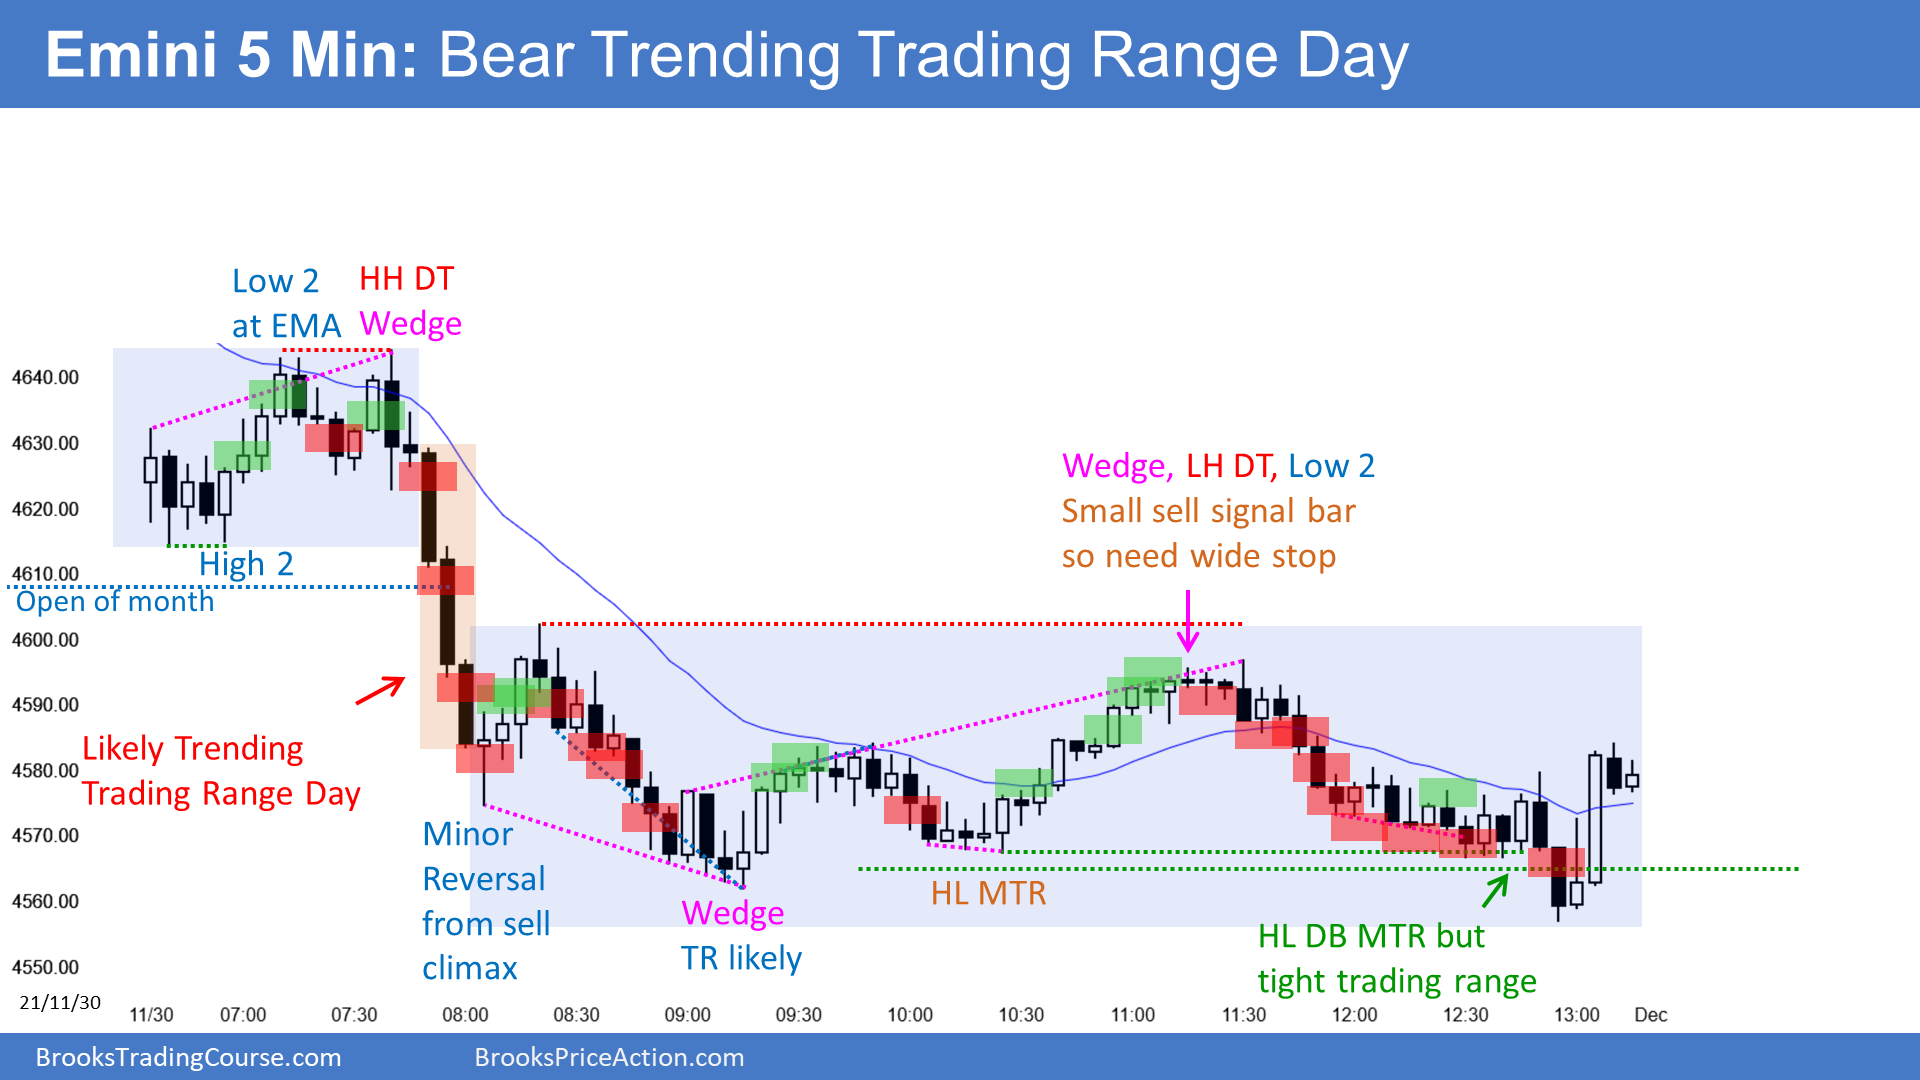 Emini 5 Min: Bear Trending Trading Range Day
Low 2
at EMA
HH DT
Wedge
4640.00
4630.00
4620.00
4610.00
4600.00
4590.00
4580.00
4570.00
4560.00
4550.00
High 2
Open of month
Likely Trending
Trading Range Day
Minor
Reversal
from sell
climax
Wedge
TR likely
HL MTR
Wedge, LH DT, Low 2
Small sell signal bar
so need wide stop
HL DB MTR but
tight trading range
21/11/30
11/30 07:00 07:30 08:00 08:30 09:00 09:30 10:00 10:30 11:00 11:30 12:00 12:30 13:00 Dec
BrooksTradingCourse.com BrooksPriceAction.com